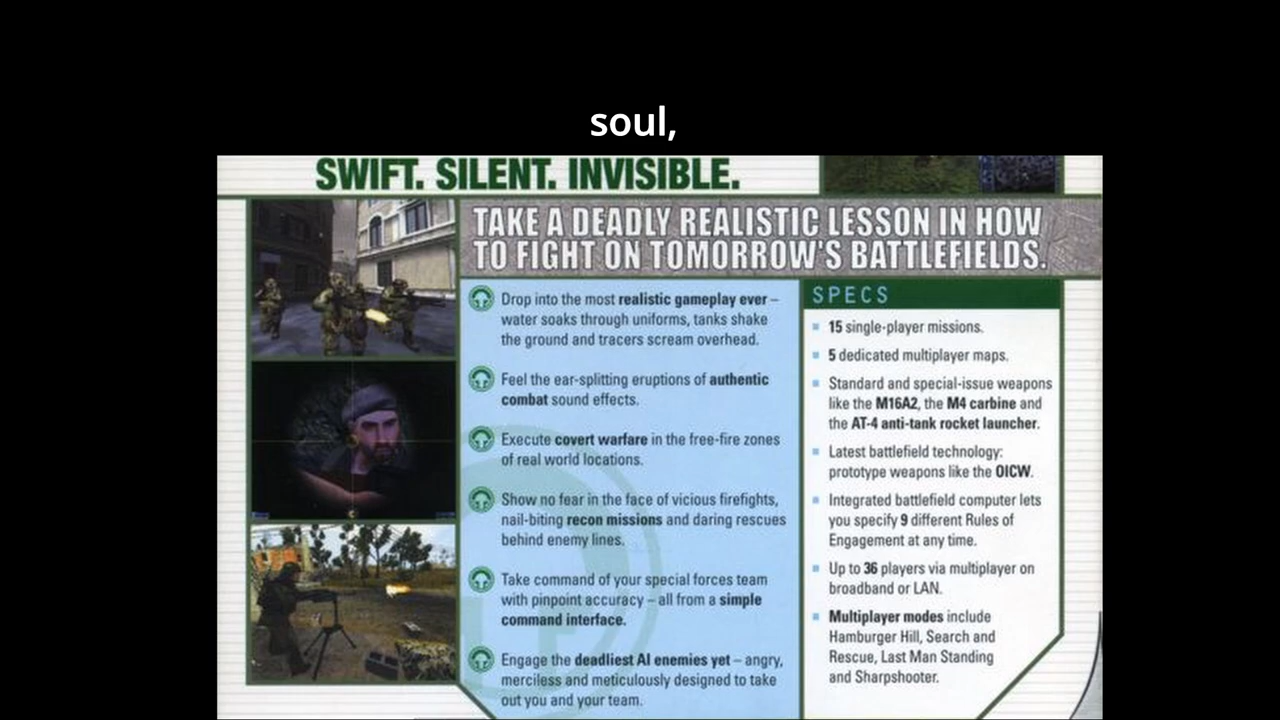 soul,
SWIFT. SILENT. INVISIBLE.
TAKE A DEADLY REALISTIC LESSON IN HOW
TO FIGHT ON TOMORROW'S BATTLEFIELDS.
Drop into the most realistic gameplay ever –
water soaks through uniforms, tanks shake
the ground and tracers scream overhead.
Feel the ear-splitting eruptions of authentic
combat sound effects.
Execute covert warfare in the free-fire zones
of real world locations.
Show no fear in the face of vicious firefights,
nail-biting recon missions and daring rescues
behind enemy lines.
Take command of your special forces team
with pinpoint accuracy – all from a simple
command interface.
Engage the deadliest AI enemies yet – angry,
merciless and meticulously designed to take
out you and your team.
SPECS
15 single-player missions.
5 dedicated multiplayer maps.
Standard and special-issue weapons
like the M16A2, the M4 carbine and
the AT-4 anti-tank rocket launcher.
Latest battlefield technology:
prototype weapons like the OICW.
Integrated battlefield computer lets
you specify 9 different Rules of
Engagement at any time.
Up to 36 players via multiplayer on
broadband or LAN.
Multiplayer modes include
Hamburger Hill, Search and
Rescue, Last Man Standing
and Sharpshooter.